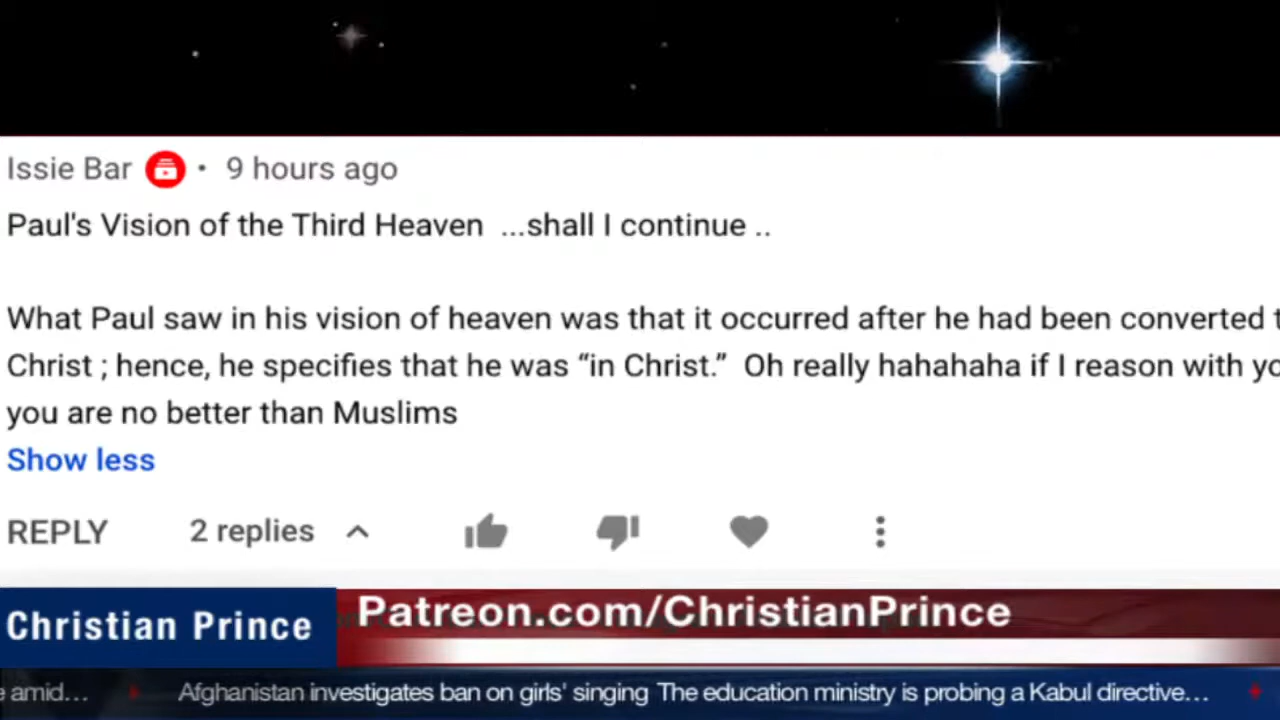 Issie Bar • 9 hours ago
Paul's Vision of the Third Heaven ...shall I continue ..
What Paul saw in his vision of heaven was that it occurred after he had been converted t
Christ ; hence, he specifies that he was “in Christ.” Oh really hahahaha if I reason with yo
you are no better than Muslims
Show less
REPLY 2 replies
Christian Prince
Patreon.com/ChristianPrince
e amid... Afghanistan investigates ban on girls' singing The education ministry is probing a Kabul directive...